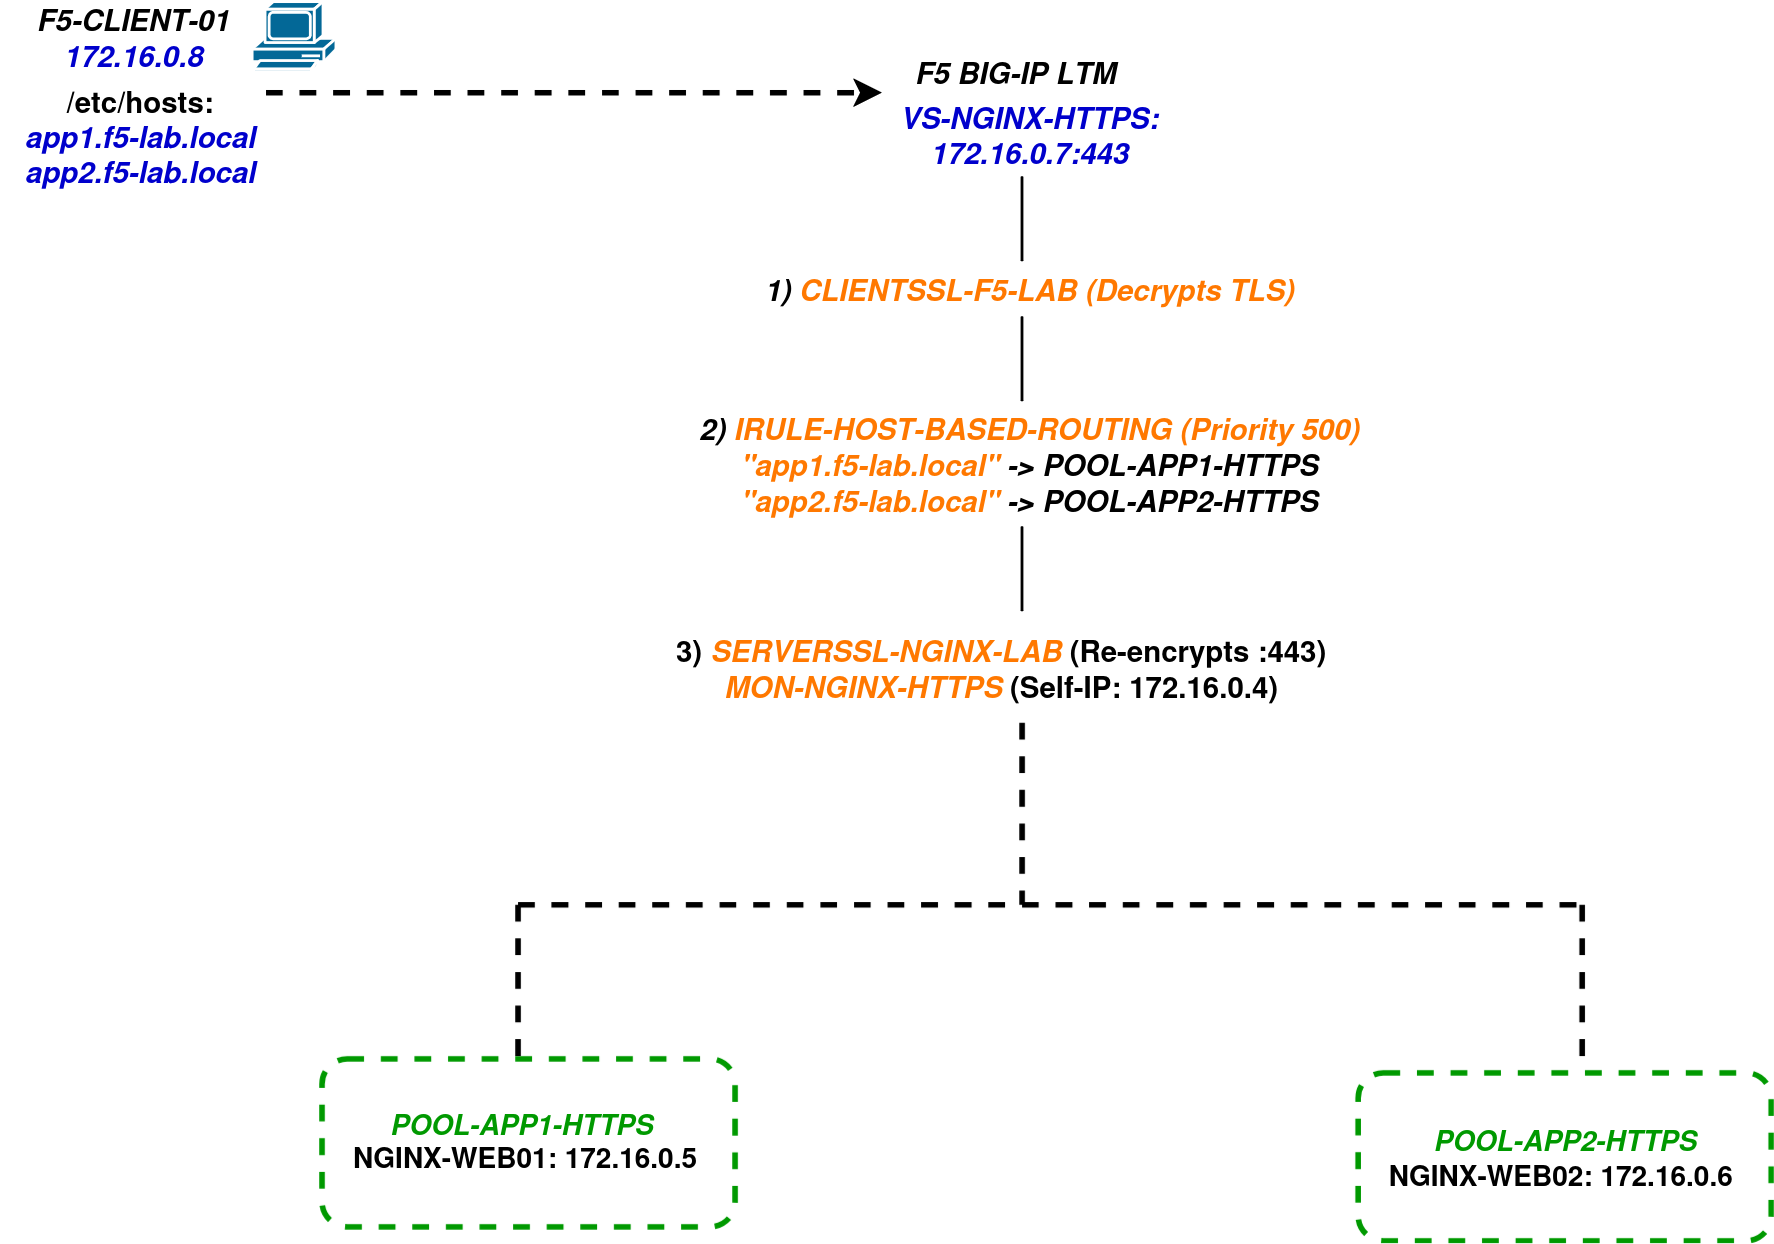 F5-CLIENT-01
172.16.0.8
/etc/hosts:
app1.f5-lab.local
app2.f5-lab.local
F5 BIG-IP LTM
VS-NGINX-HTTPS:
172.16.0.7:443
1) CLIENTSSL-F5-LAB (Decrypts TLS)
2) IRULE-HOST-BASED-ROUTING (Priority 500)
"app1.f5-lab.local" -> POOL-APP1-HTTPS
"app2.f5-lab.local" -> POOL-APP2-HTTPS
3) SERVERSSL-NGINX-LAB (Re-encrypts :443)
MON-NGINX-HTTPS (Self-IP: 172.16.0.4)
POOL-APP1-HTTPS
NGINX-WEB01: 172.16.0.5
POOL-APP2-HTTPS
NGINX-WEB02: 172.16.0.6